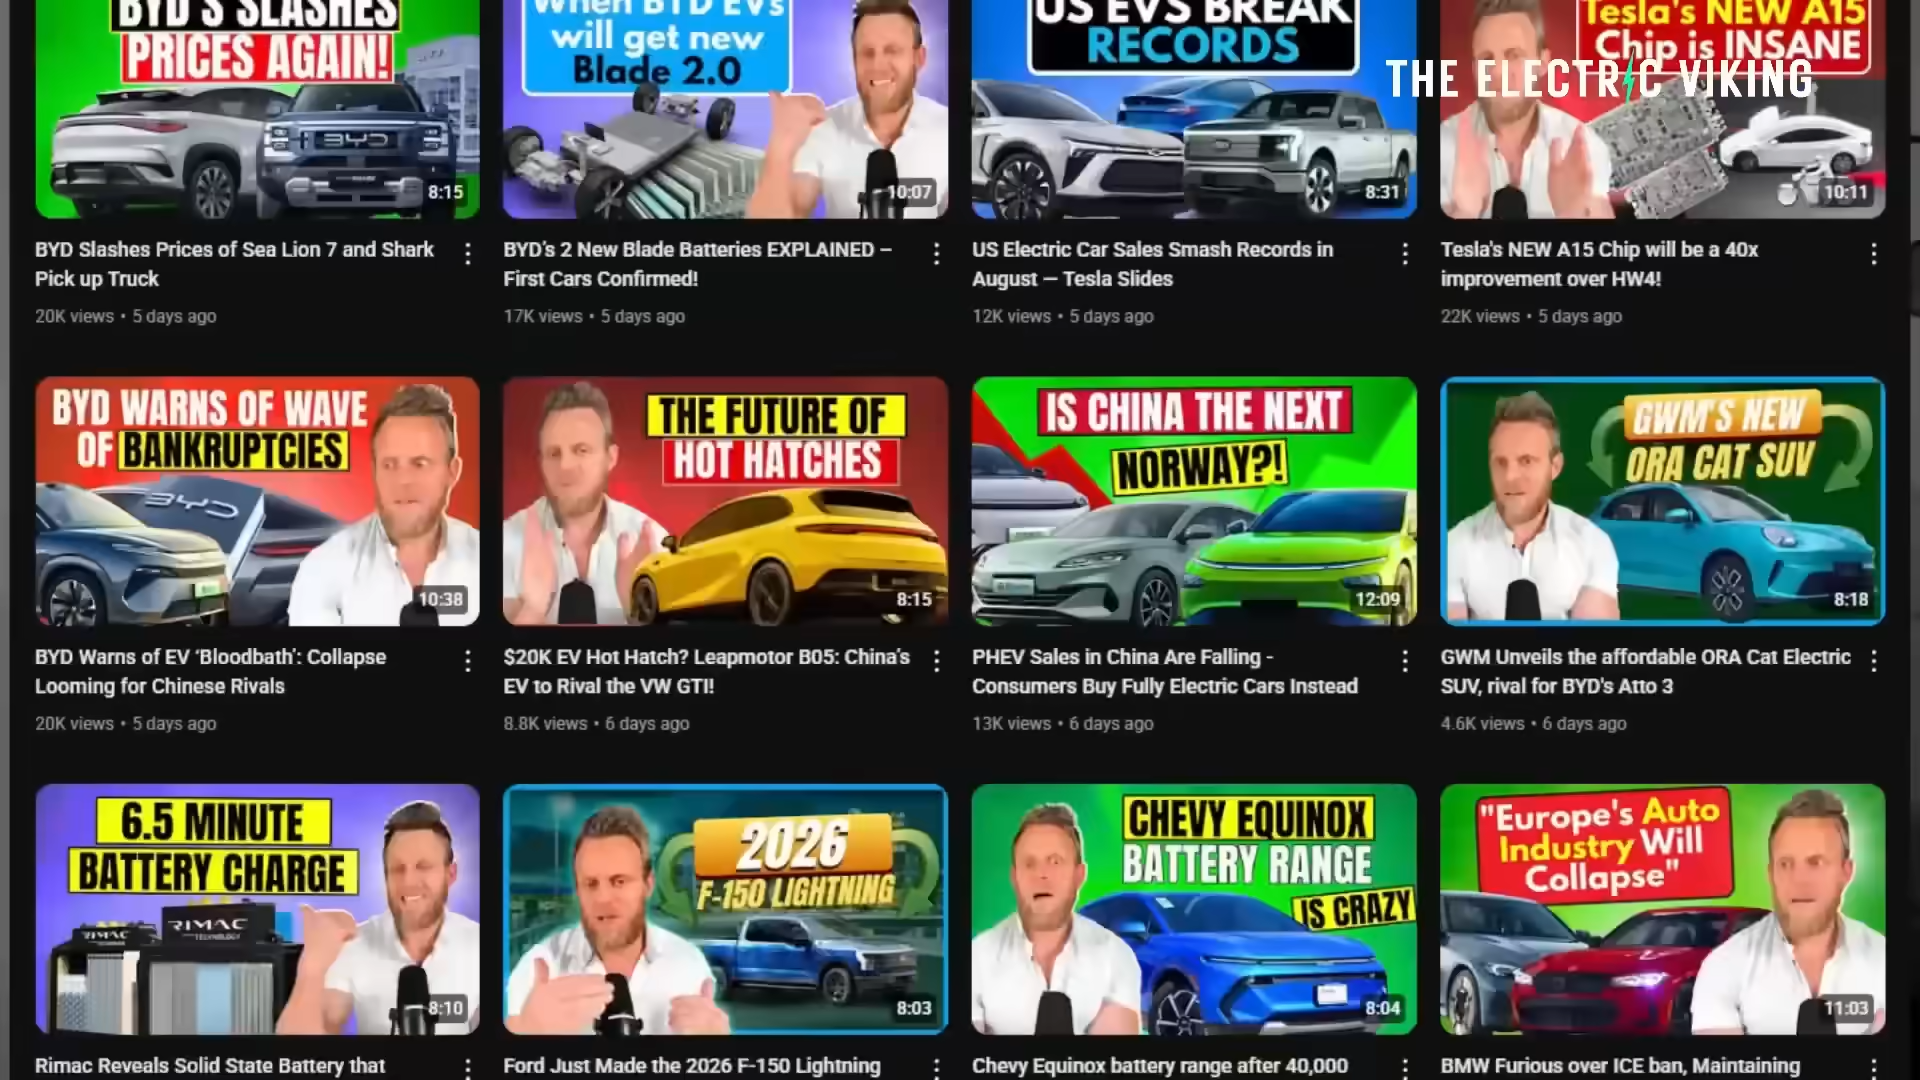 BYD'S SLASHES
PRICES AGAIN!
BYD
8:15
When BYD EVs
will get new
Blade 2.0
10:07
US EVS BREAK
RECORDS
8:31
Tesla's NEW A15
Chip is INSANE
10:11
THE ELECTRIC VIKING
BYD Slashes Prices of Sea Lion 7 and Shark
Pick up Truck
20K views • 5 days ago
BYD's 2 New Blade Batteries EXPLAINED –
First Cars Confirmed!
17K views • 5 days ago
US Electric Car Sales Smash Records in
August — Tesla Slides
12K views • 5 days ago
Tesla's NEW A15 Chip will be a 40x
improvement over HW4!
22K views • 5 days ago
BYD WARNS OF WAVE
OF BANKRUPTCIES
BYD
10:38
THE FUTURE OF
HOT HATCHES
8:15
IS CHINA THE NEXT
NORWAY?!
12:09
GWM'S NEW
ORA CAT SUV
8:18
BYD Warns of EV ‘Bloodbath’: Collapse
Looming for Chinese Rivals
20K views • 5 days ago
$20K EV Hot Hatch? Leapmotor B05: China's
EV to Rival the VW GTI!
8.8K views • 6 days ago
PHEV Sales in China Are Falling -
Consumers Buy Fully Electric Cars Instead
13K views • 6 days ago
GWM Unveils the affordable ORA Cat Electric
SUV, rival for BYD's Atto 3
4.6K views • 6 days ago
6.5 MINUTE
BATTERY CHARGE
RIMAC
RIMAC
TECHNOLOGY
8:10
2026
F-150 LIGHTNING
8:03
CHEVY EQUINOX
BATTERY RANGE
IS CRAZY
8:04
"Europe's Auto
Industry Will
Collapse"
11:03
Rimac Reveals Solid State Battery that
Ford Just Made the 2026 F-150 Lightning
Chevy Equinox battery range after 40,000
BMW Furious over ICE ban, Maintaining